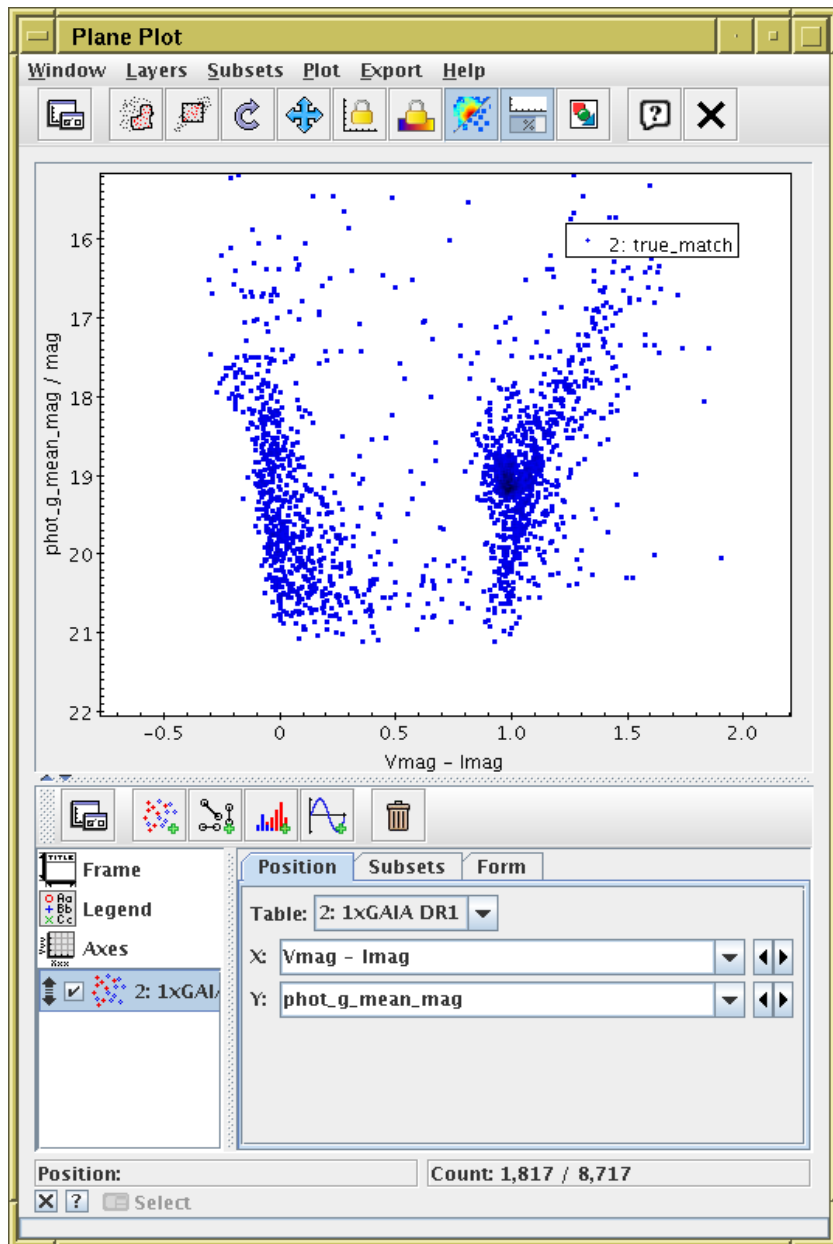 Plane Plot
Window Layers Subsets Plot Export Help
2: true_match
phot_g_mean_mag / mag
16
17
18
19
20
21
22
-0.5 0 0.5 1.0 1.5 2.0
Vmag - Imag
Frame
Legend
Axes
2: 1xGAI
Position Subsets Form
Table: 2: 1xGAIA DR1
X: Vmag - Imag
Y: phot_g_mean_mag
Position:
Count: 1,817 / 8,717
Select